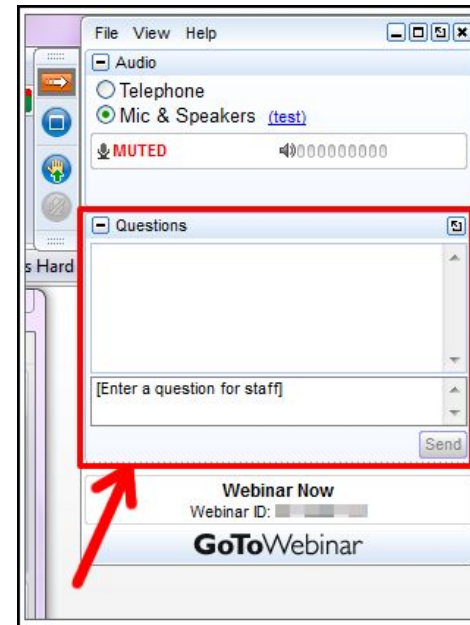 File View Help
Audio
Telephone
Mic & Speakers (test)
MUTED
s Hard
Questions
[Enter a question for staff]
Send
Webinar Now
Webinar ID:
GoToWebinar